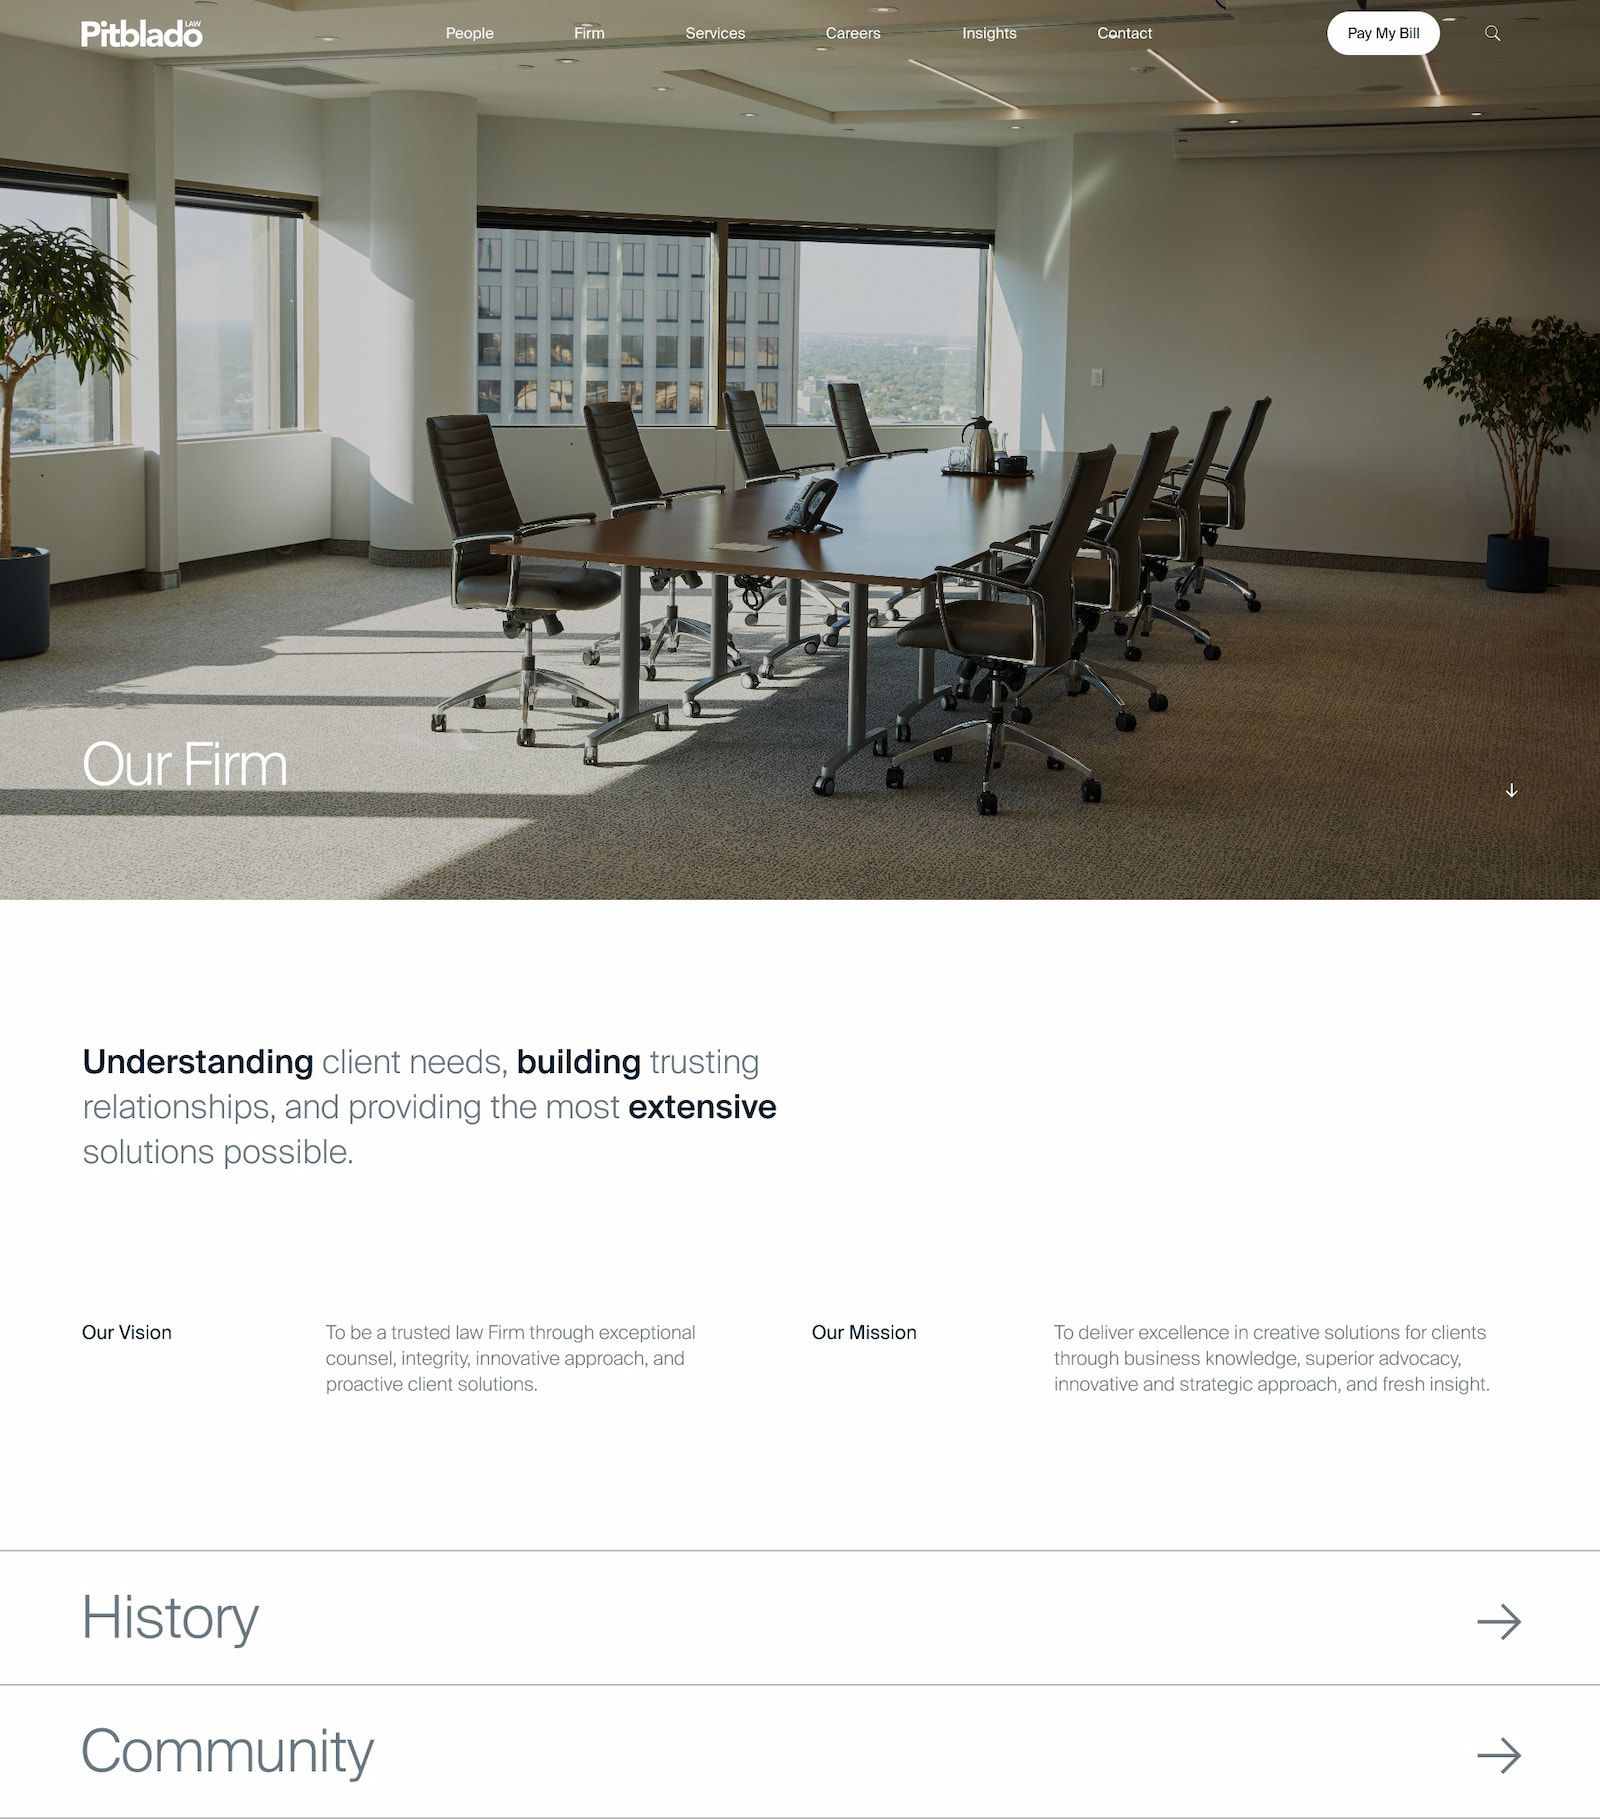 Pitblado LAW
People
Firm
Services
Careers
Insights
Contact
Pay My Bill
Our Firm
Understanding client needs, building trusting
relationships, and providing the most extensive
solutions possible.
Our Vision
To be a trusted law Firm through exceptional
counsel, integrity, innovative approach, and
proactive client solutions.
Our Mission
To deliver excellence in creative solutions for clients
through business knowledge, superior advocacy,
innovative and strategic approach, and fresh insight.
History
Community